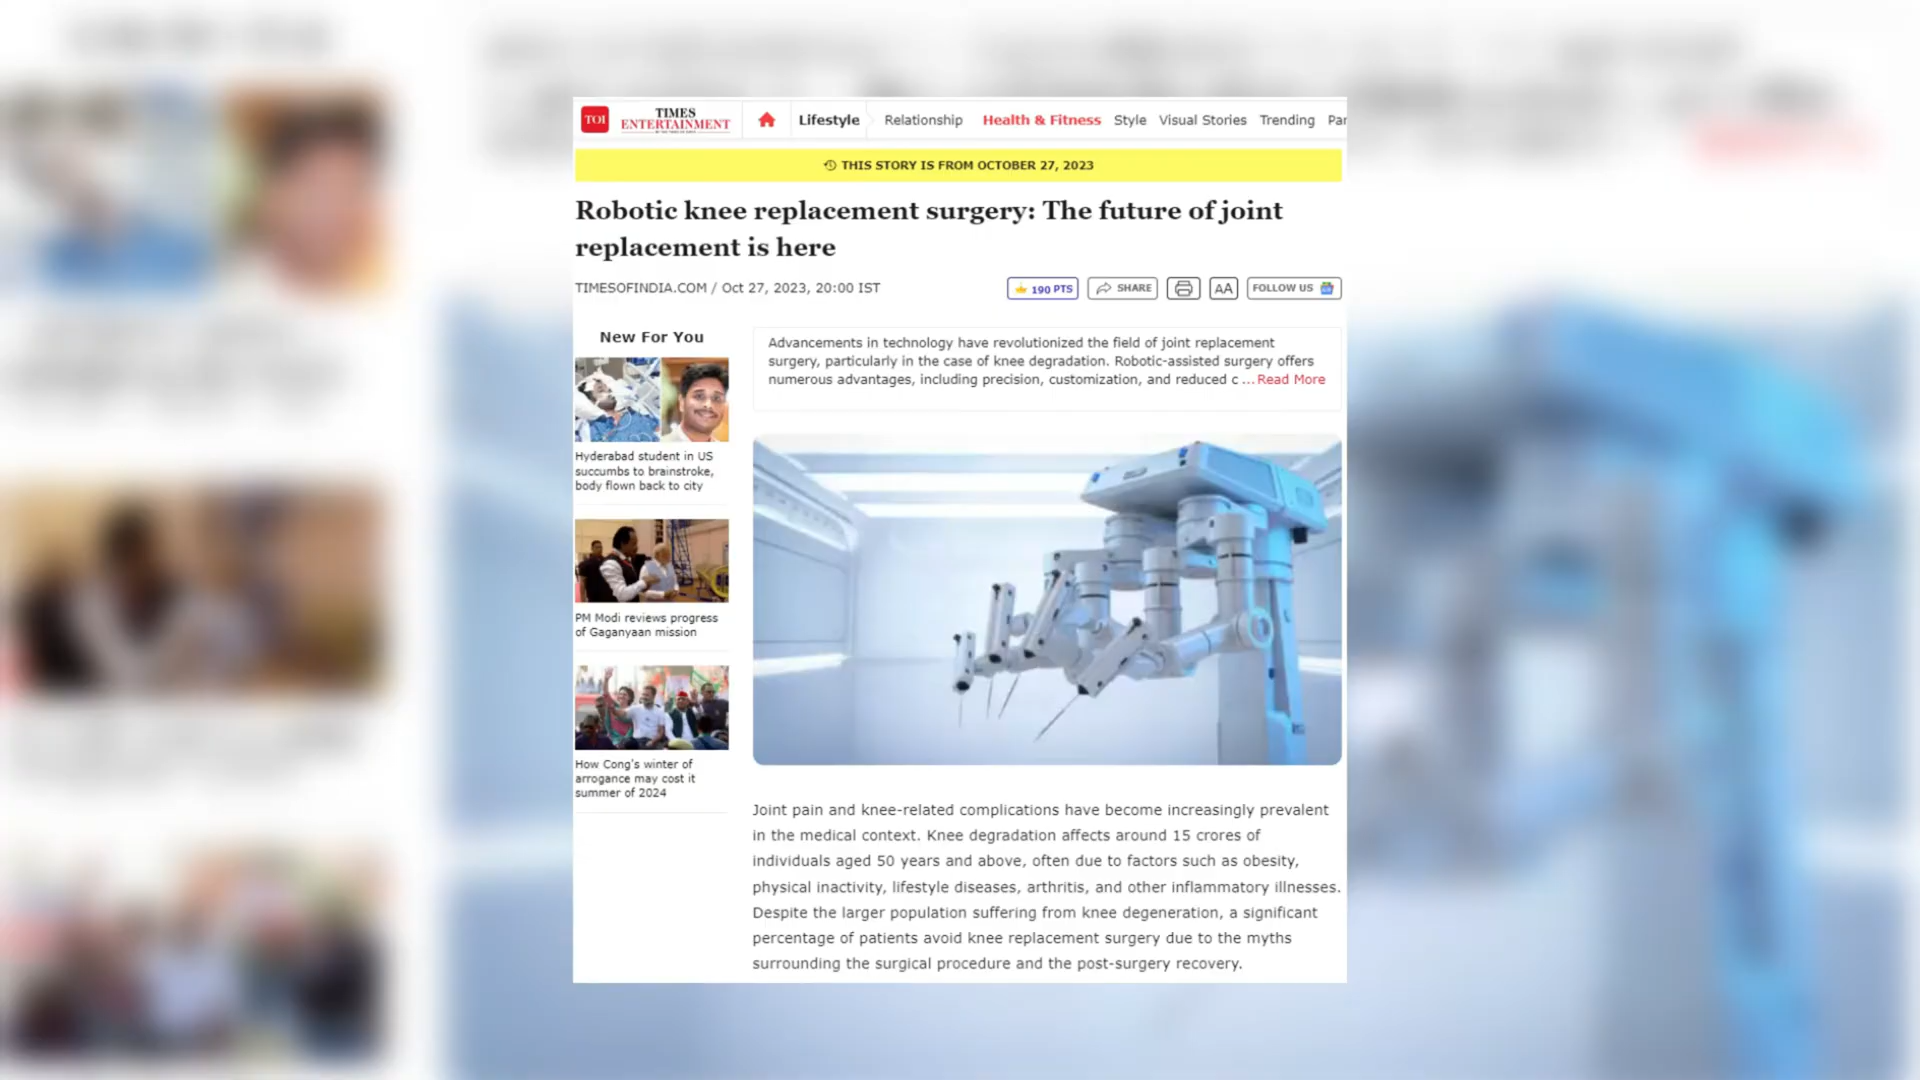 TOI
TIMES
ENTERTAINMENT
Lifestyle
Relationship
Health & Fitness
Style
Visual Stories
Trending
THIS STORY IS FROM OCTOBER 27, 2023
Robotic knee replacement surgery: The future of joint
replacement is here
TIMESOFINDIA.COM / Oct 27, 2023, 20:00 IST
190 PTS
SHARE
AA
FOLLOW US
New For You
Hyderabad student in US
succumbs to brainstroke,
body flown back to city
PM Modi reviews progress
of Gaganyaan mission
How Cong's winter of
arrogance may cost it
summer of 2024
Advancements in technology have revolutionized the field of joint replacement
surgery, particularly in the case of knee degradation. Robotic-assisted surgery offers
numerous advantages, including precision, customization, and reduced c ... Read More
Joint pain and knee-related complications have become increasingly prevalent
in the medical context. Knee degradation affects around 15 crores of
individuals aged 50 years and above, often due to factors such as obesity,
physical inactivity, lifestyle diseases, arthritis, and other inflammatory illnesses.
Despite the larger population suffering from knee degeneration, a significant
percentage of patients avoid knee replacement surgery due to the myths
surrounding the surgical procedure and the post-surgery recovery.